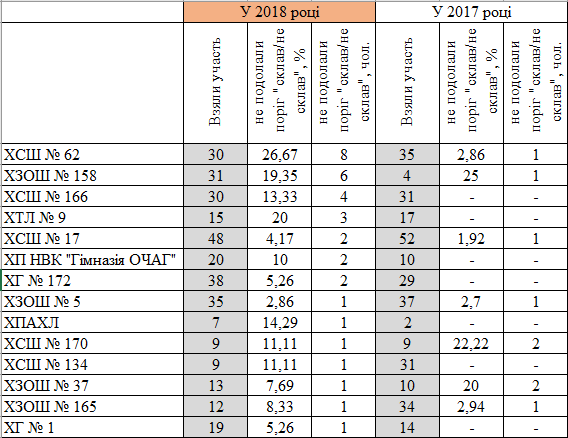 У 2018 році У 2017 році
Взяли участь не подолали поріг "склав/не склав", % не подолали поріг "склав/не склав", чол. Взяли участь не подолали поріг "склав/не склав", % не подолали поріг "склав/не склав", чол.
ХСШ № 62 30 26,67 8 35 2,86 1
ХЗОШ № 158 31 19,35 6 4 25 1
ХСШ № 166 30 13,33 4 31 - -
ХТЛ № 9 15 20 3 17 - -
ХСШ № 17 48 4,17 2 52 1,92 1
ХП НВК "Гімназія ОЧАГ" 20 10 2 10 - -
ХГ № 172 38 5,26 2 29 - -
ХЗОШ № 5 35 2,86 1 37 2,7 1
ХПАХЛ 7 14,29 1 2 - -
ХСШ № 170 9 11,11 1 9 22,22 2
ХСШ № 134 9 11,11 1 31 - -
ХЗОШ № 37 13 7,69 1 10 20 2
ХЗОШ № 165 12 8,33 1 34 2,94 1
ХГ № 1 19 5,26 1 14 - -